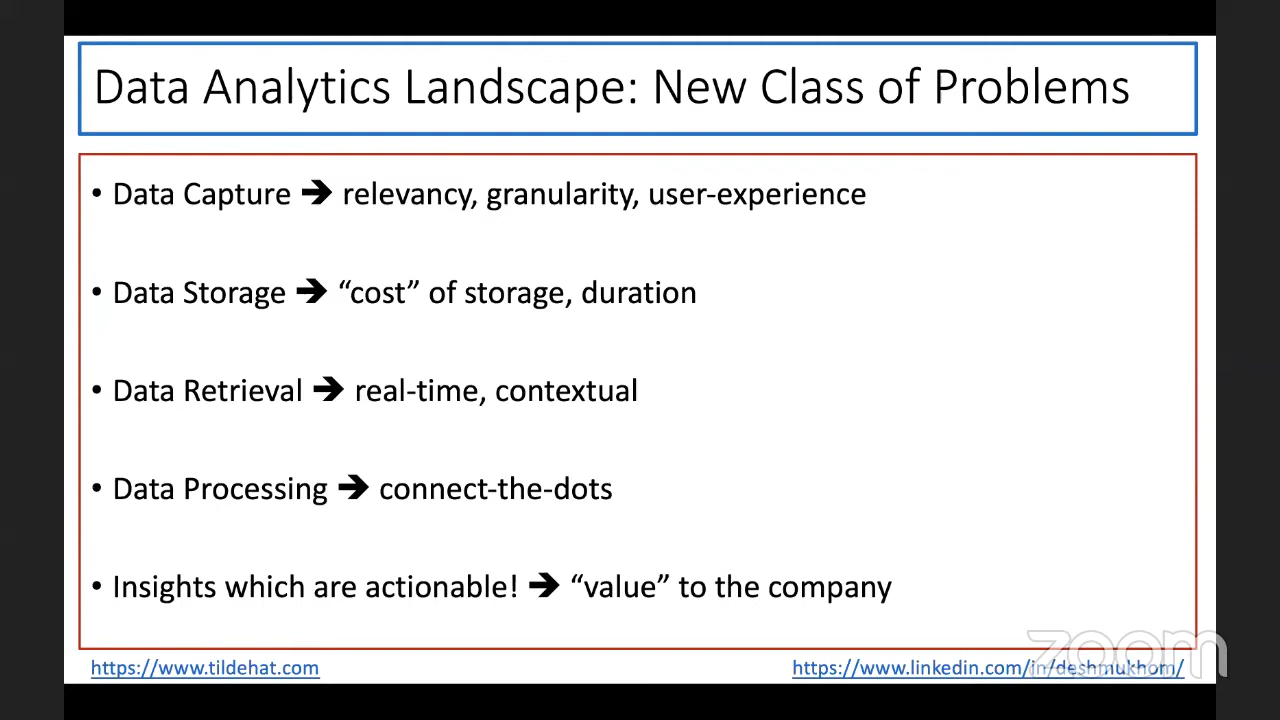 Data Analytics Landscape: New Class of Problems
• Data Capture ➔ relevancy, granularity, user-experience
• Data Storage ➔ “cost” of storage, duration
• Data Retrieval ➔ real-time, contextual
• Data Processing ➔ connect-the-dots
• Insights which are actionable! ➔ “value” to the company
https://www.tildehat.com
https://www.linkedin.com/in/deshmukhom/
zoom